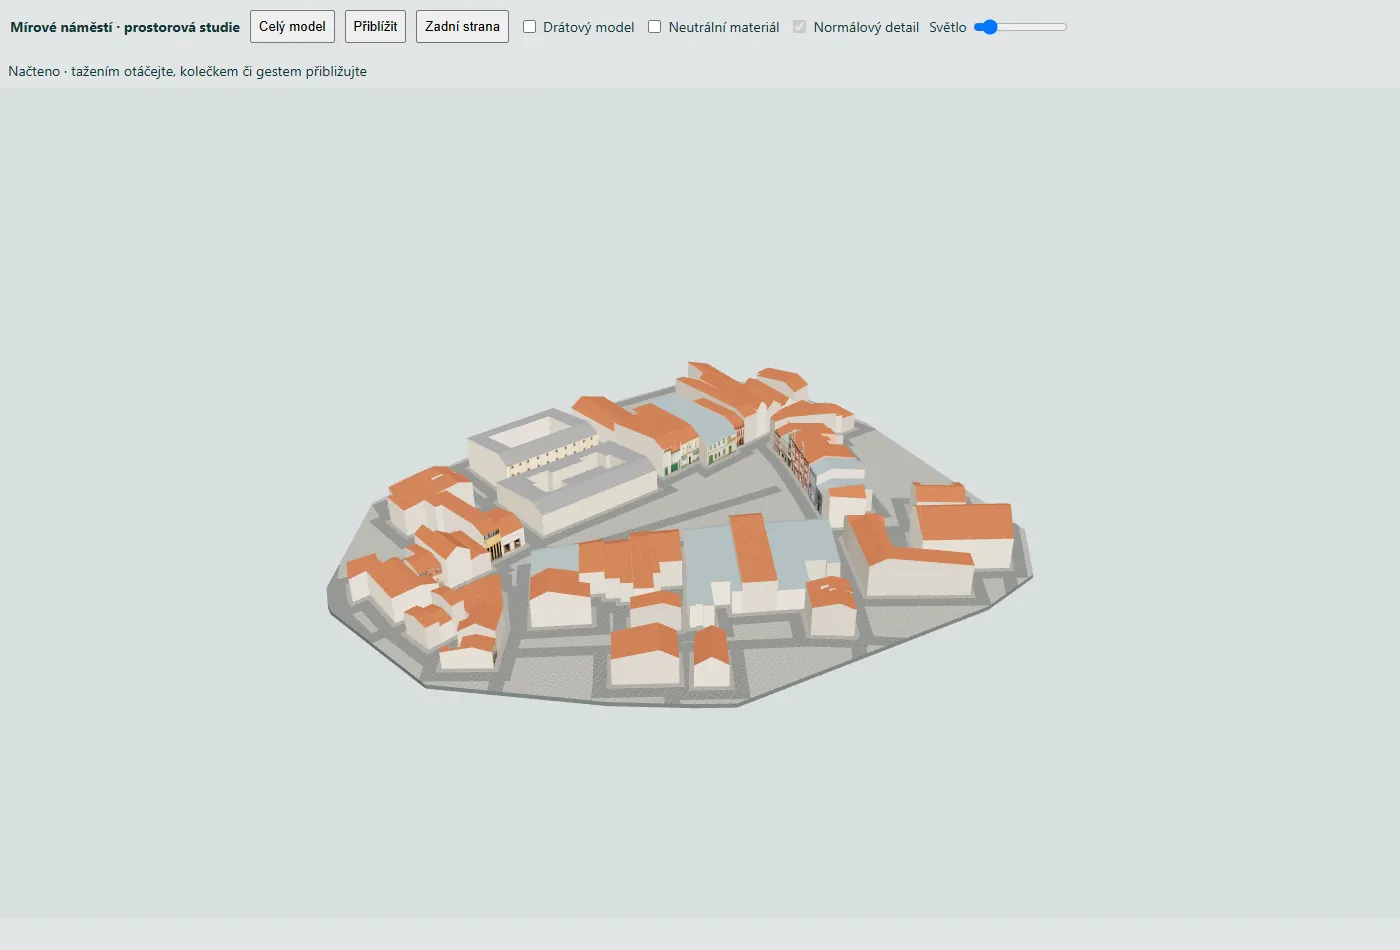 Mírové náměstí · prostorová studie Celý model Přiblížit Zadní strana Drátový model Neutrální materiál Normálový detail Světlo
Načteno · tažením otáčejte, kolečkem či gestem přibližujte